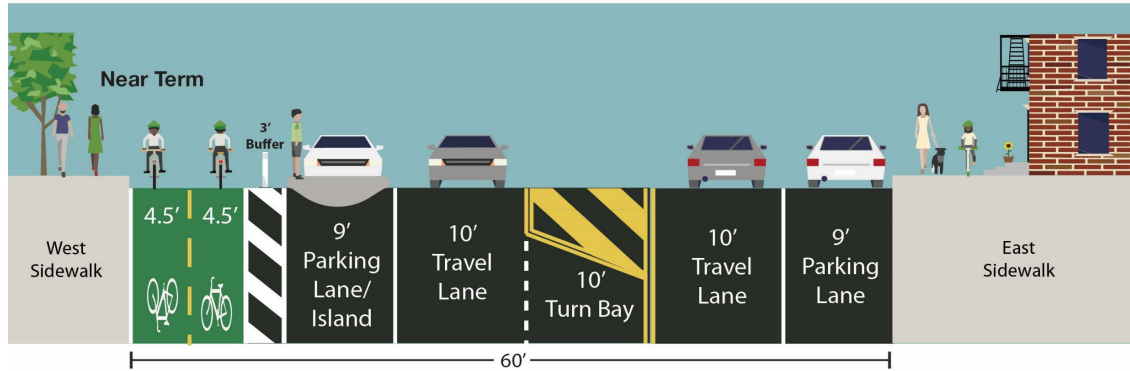 Near Term
3'
Buffer
4.5'
4.5'
West
Sidewalk
9'
Parking
Lane/
Island
10'
Travel
Lane
10'
Turn Bay
10'
Travel
Lane
9'
Parking
Lane
East
Sidewalk
60'